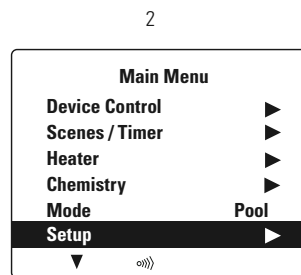 2
Main Menu
Device Control ▶
Scenes / Timer ▶
Heater ▶
Chemistry ▶
Mode Pool
Setup ▶
▼